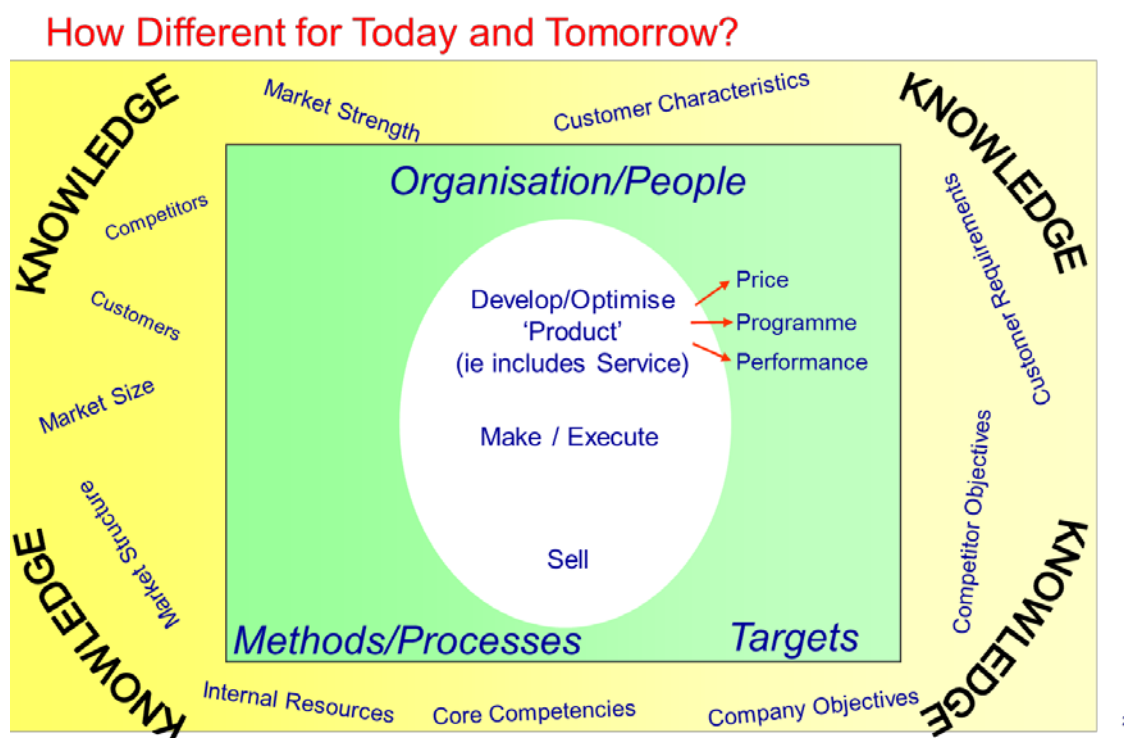 How Different for Today and Tomorrow?
KNOWLEDGE
Market Strength
Customer Characteristics
KNOWLEDGE
Organisation/People
Competitors
Customers
Market Size
Market Structure
KNOWLEDGE
Develop/Optimise
‘Product’
(ie includes Service)
Price
Programme
Performance
Make / Execute
Sell
Methods/Processes
Targets
Customer Requirements
Competitor Objectives
KNOWLEDGE
Internal Resources
Core Competencies
Company Objectives